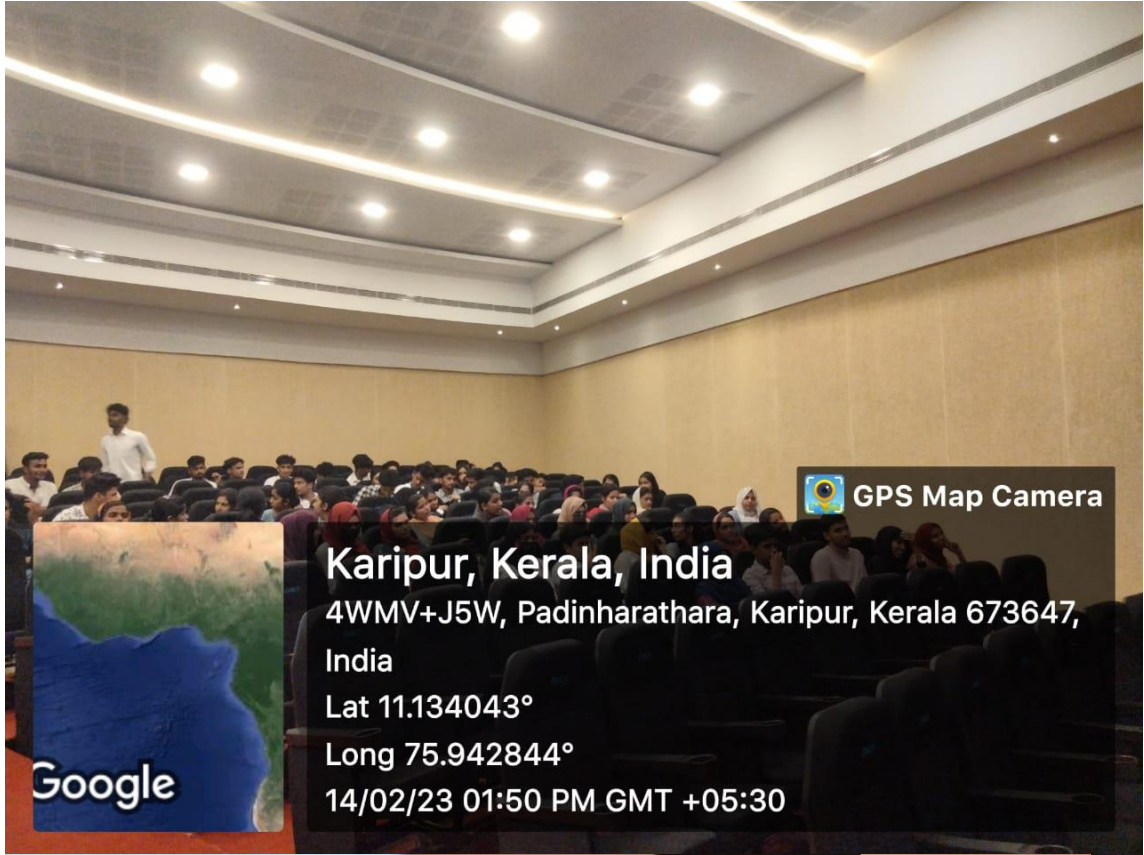 GPS Map Camera
Karipur, Kerala, India
4WMV+J5W, Padinharathara, Karipur, Kerala 673647,
India
Lat 11.134043°
Long 75.942844°
14/02/23 01:50 PM GMT +05:30
Google